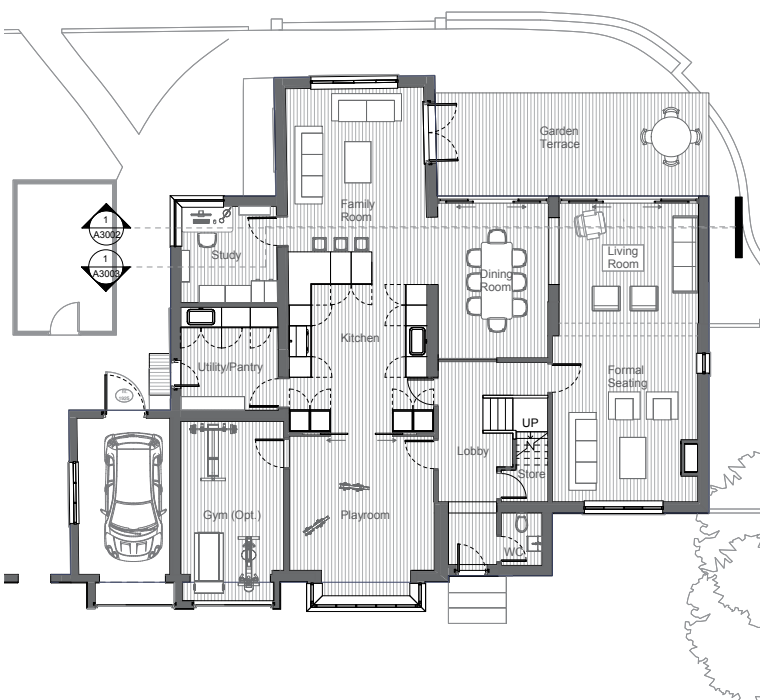 Garden
Terrace
Family
Room
1
A3002
1
A3003
Study
Living
Room
Dining
Room
Kitchen
Utility/Pantry
Formal
Seating
UP
Lobby
Store
Gym (Opt.)
Playroom
WC